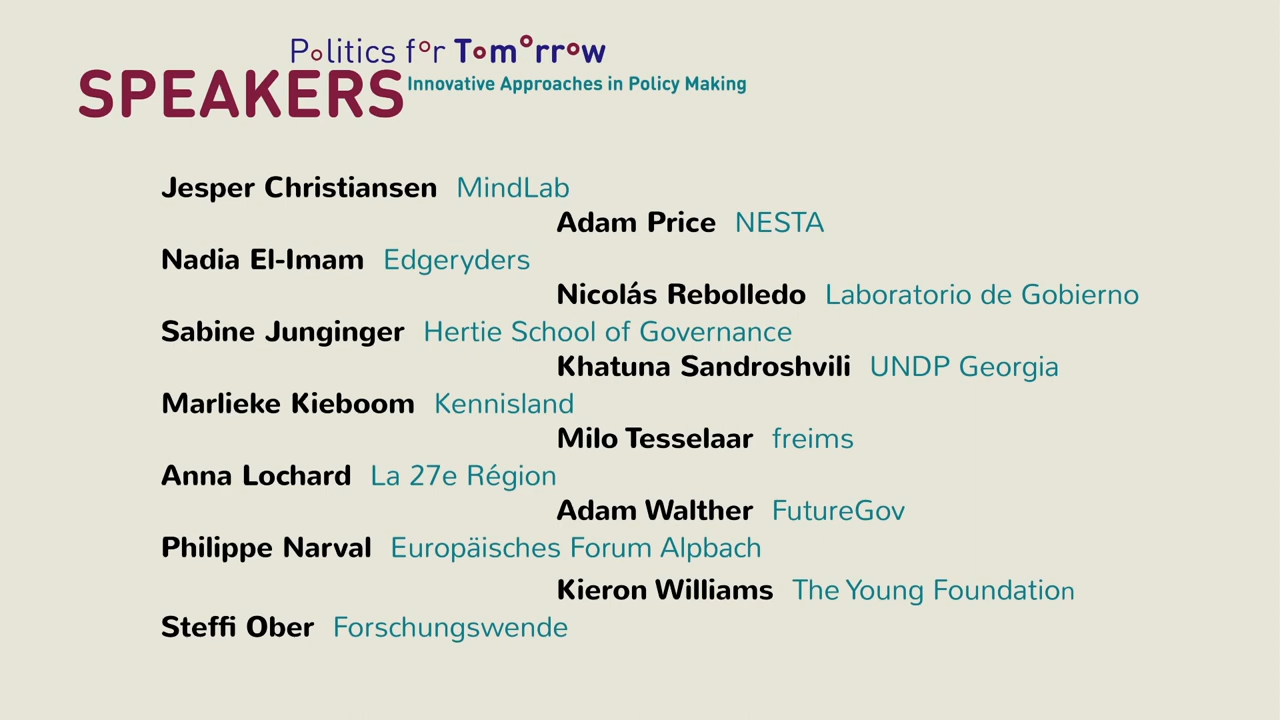 Politics for Tomorrow
SPEAKERS Innovative Approaches in Policy Making
Jesper Christiansen MindLab
Adam Price NESTA
Nadia El-Imam Edgeryders
Nicolás Rebolledo Laboratorio de Gobierno
Sabine Junginger Hertie School of Governance
Khatuna Sandroshvili UNDP Georgia
Marlieke Kieboom Kennisland
Milo Tesselaar freims
Anna Lochard La 27e Région
Adam Walther FutureGov
Philippe Narval Europäisches Forum Alpbach
Kieron Williams The Young Foundation
Steffi Ober Forschungswende